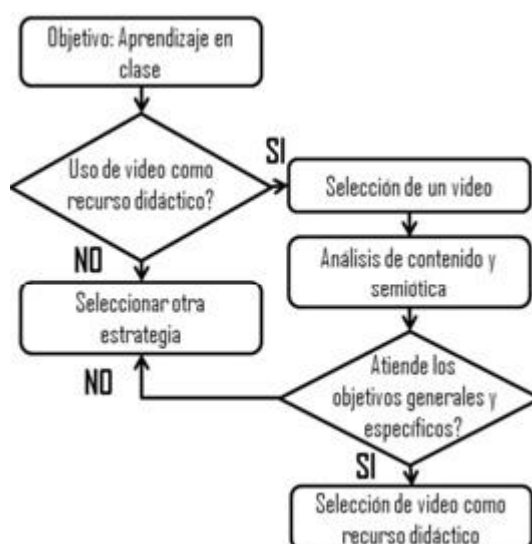 Objetivo: Aprendizaje en
clase
Uso de video como
recurso didáctico?
SI
Selección de un video
NO
Análisis de contenido y
semiótica
Seleccionar otra
estrategia
Atiende los
objetivos generales y
específicos?
NO
SI
Selección de video como
recurso didáctico